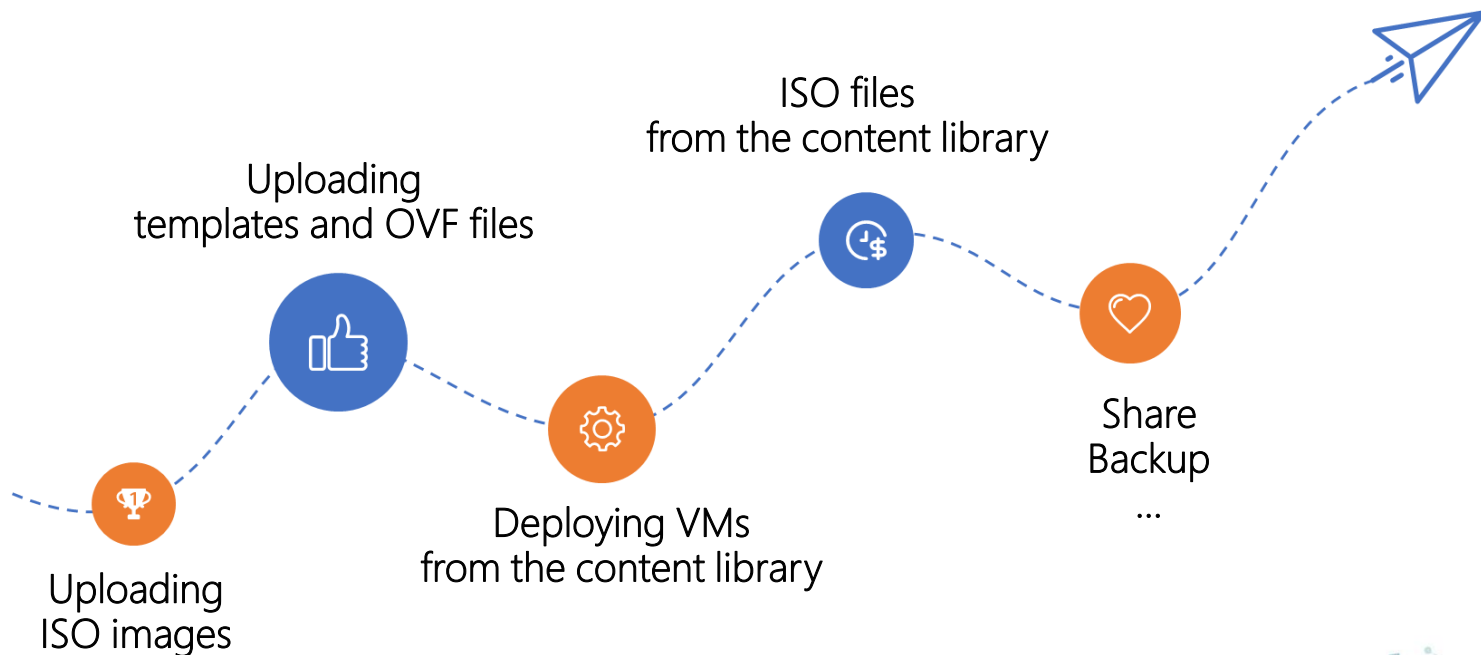 Uploading
ISO images
Uploading
templates and OVF files
Deploying VMs
from the content library
ISO files
from the content library
Share
Backup
...
1
$